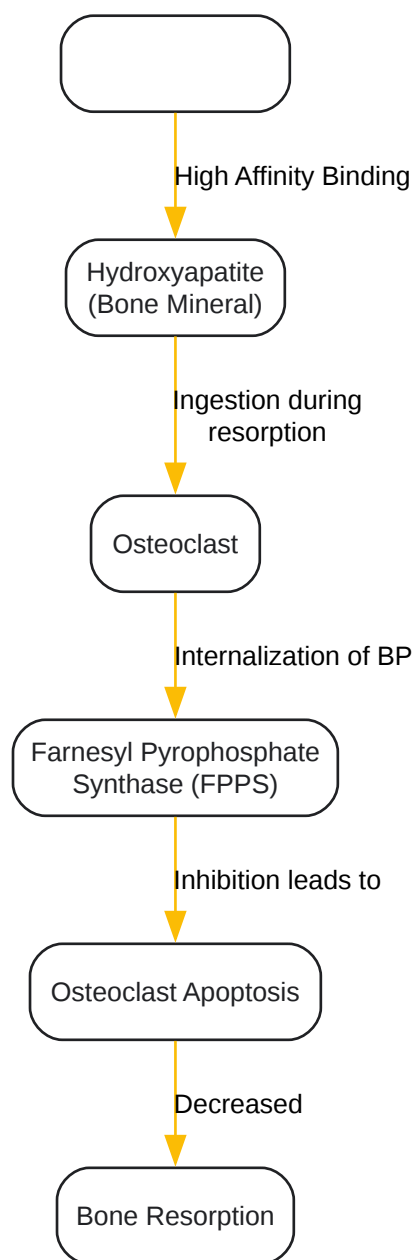 High Affinity Binding
Hydroxyapatite
(Bone Mineral)
Ingestion during
resorption
Osteoclast
Internalization of BP
Farnesyl Pyrophosphate
Synthase (FPPS)
Inhibition leads to
Osteoclast Apoptosis
Decreased
Bone Resorption